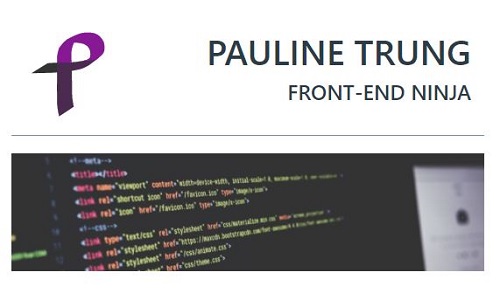 PAULINE TRUNG
FRONT-END NINJA
<!--meta-->
<title></title>
<meta name="viewport" content="width=device-width, initial-scale=1.0, maximum-scale=1.0, user-scalable=
<link rel="shortcut icon" href="/favicon.ico" type="image/x-icon">
<link rel="icon" href="/favicon.ico" type="image/x-icon">
<!--css-->
<link type="text/css" rel="stylesheet" href="css/materialize.min.css" media="screen,projection"
<link rel="stylesheet" href="https://maxcdn.bootstrapcdn.com/font-awesome/
<link rel="stylesheet" href="/css/animate.css">
<link rel="stylesheet" href="css/theme.css">